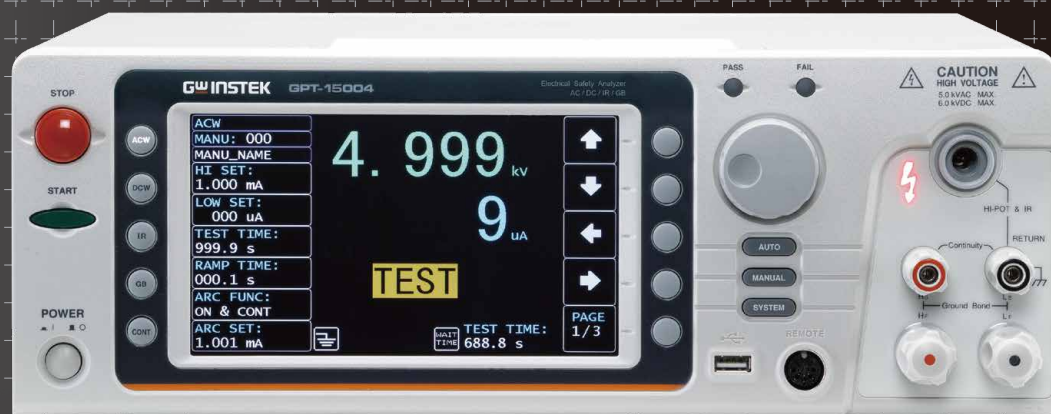 STOP
START
POWER
GW INSTEK GPT-15004
Electrical Safety Analyzer
AC / DC / IR / GB
ACW
DCW
IR
GB
CONT
ACW
MANU: 000
MANU_NAME
HI SET:
1.000 mA
LOW SET:
000 uA
TEST TIME:
999.9 s
RAMP TIME:
000.1 s
ARC FUNC:
ON & CONT
ARC SET:
1.001 mA
4.999 kv
9 uA
TEST
WAIT
TIME
TEST TIME:
688.8 s
PAGE
1/3
PASS
FAIL
AUTO
MANUAL
SYSTEM
REMOTE
CAUTION
HIGH VOLTAGE
5.0 kVAC MAX.
6.0 kVDC MAX.
HI-POT & IR
RETURN
Continuity
Ground Bond
HF
LF